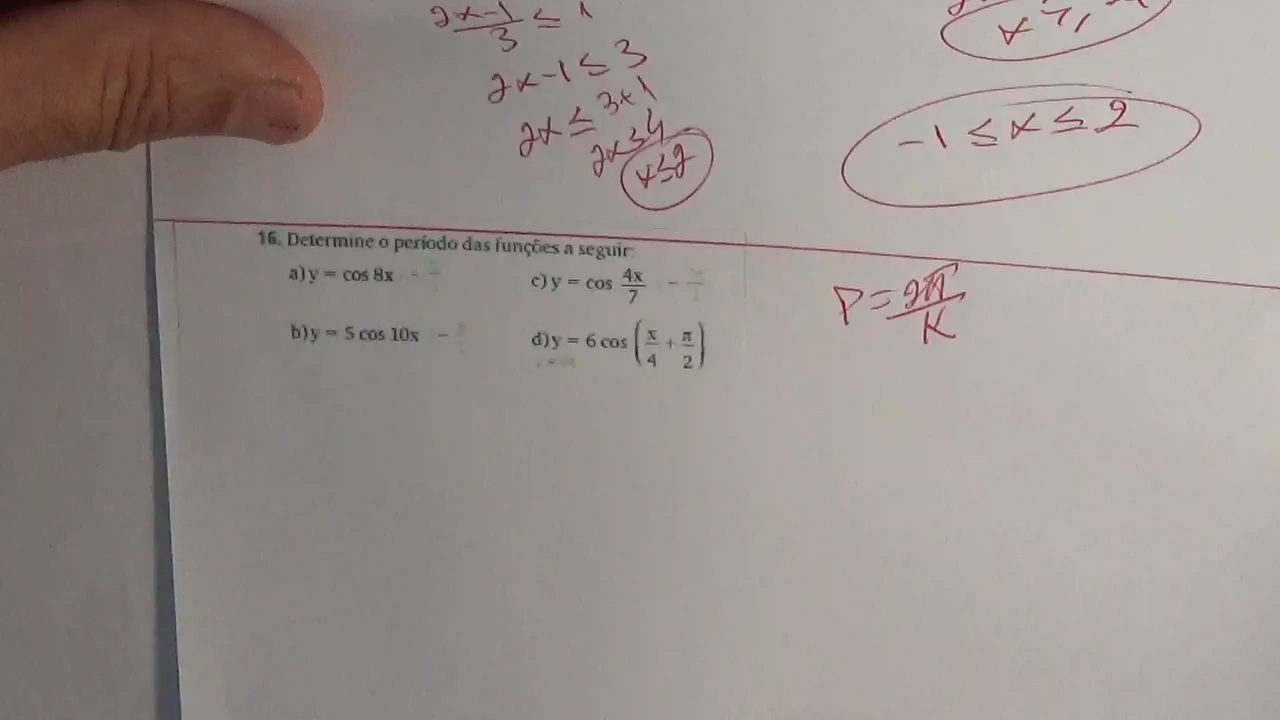 2x-1/3 ≤ 1
2x-1 ≤ 3
2x ≤ 3+1
2x ≤ 4
x ≤ 2
-1 ≤ x ≤ 2
16. Determine o período das funções a seguir:
a) y = cos 8x
c) y = cos 4x/7
b) y = 5 cos 10x
d) y = 6 cos (x/4 + π/2)
P = 2π/K